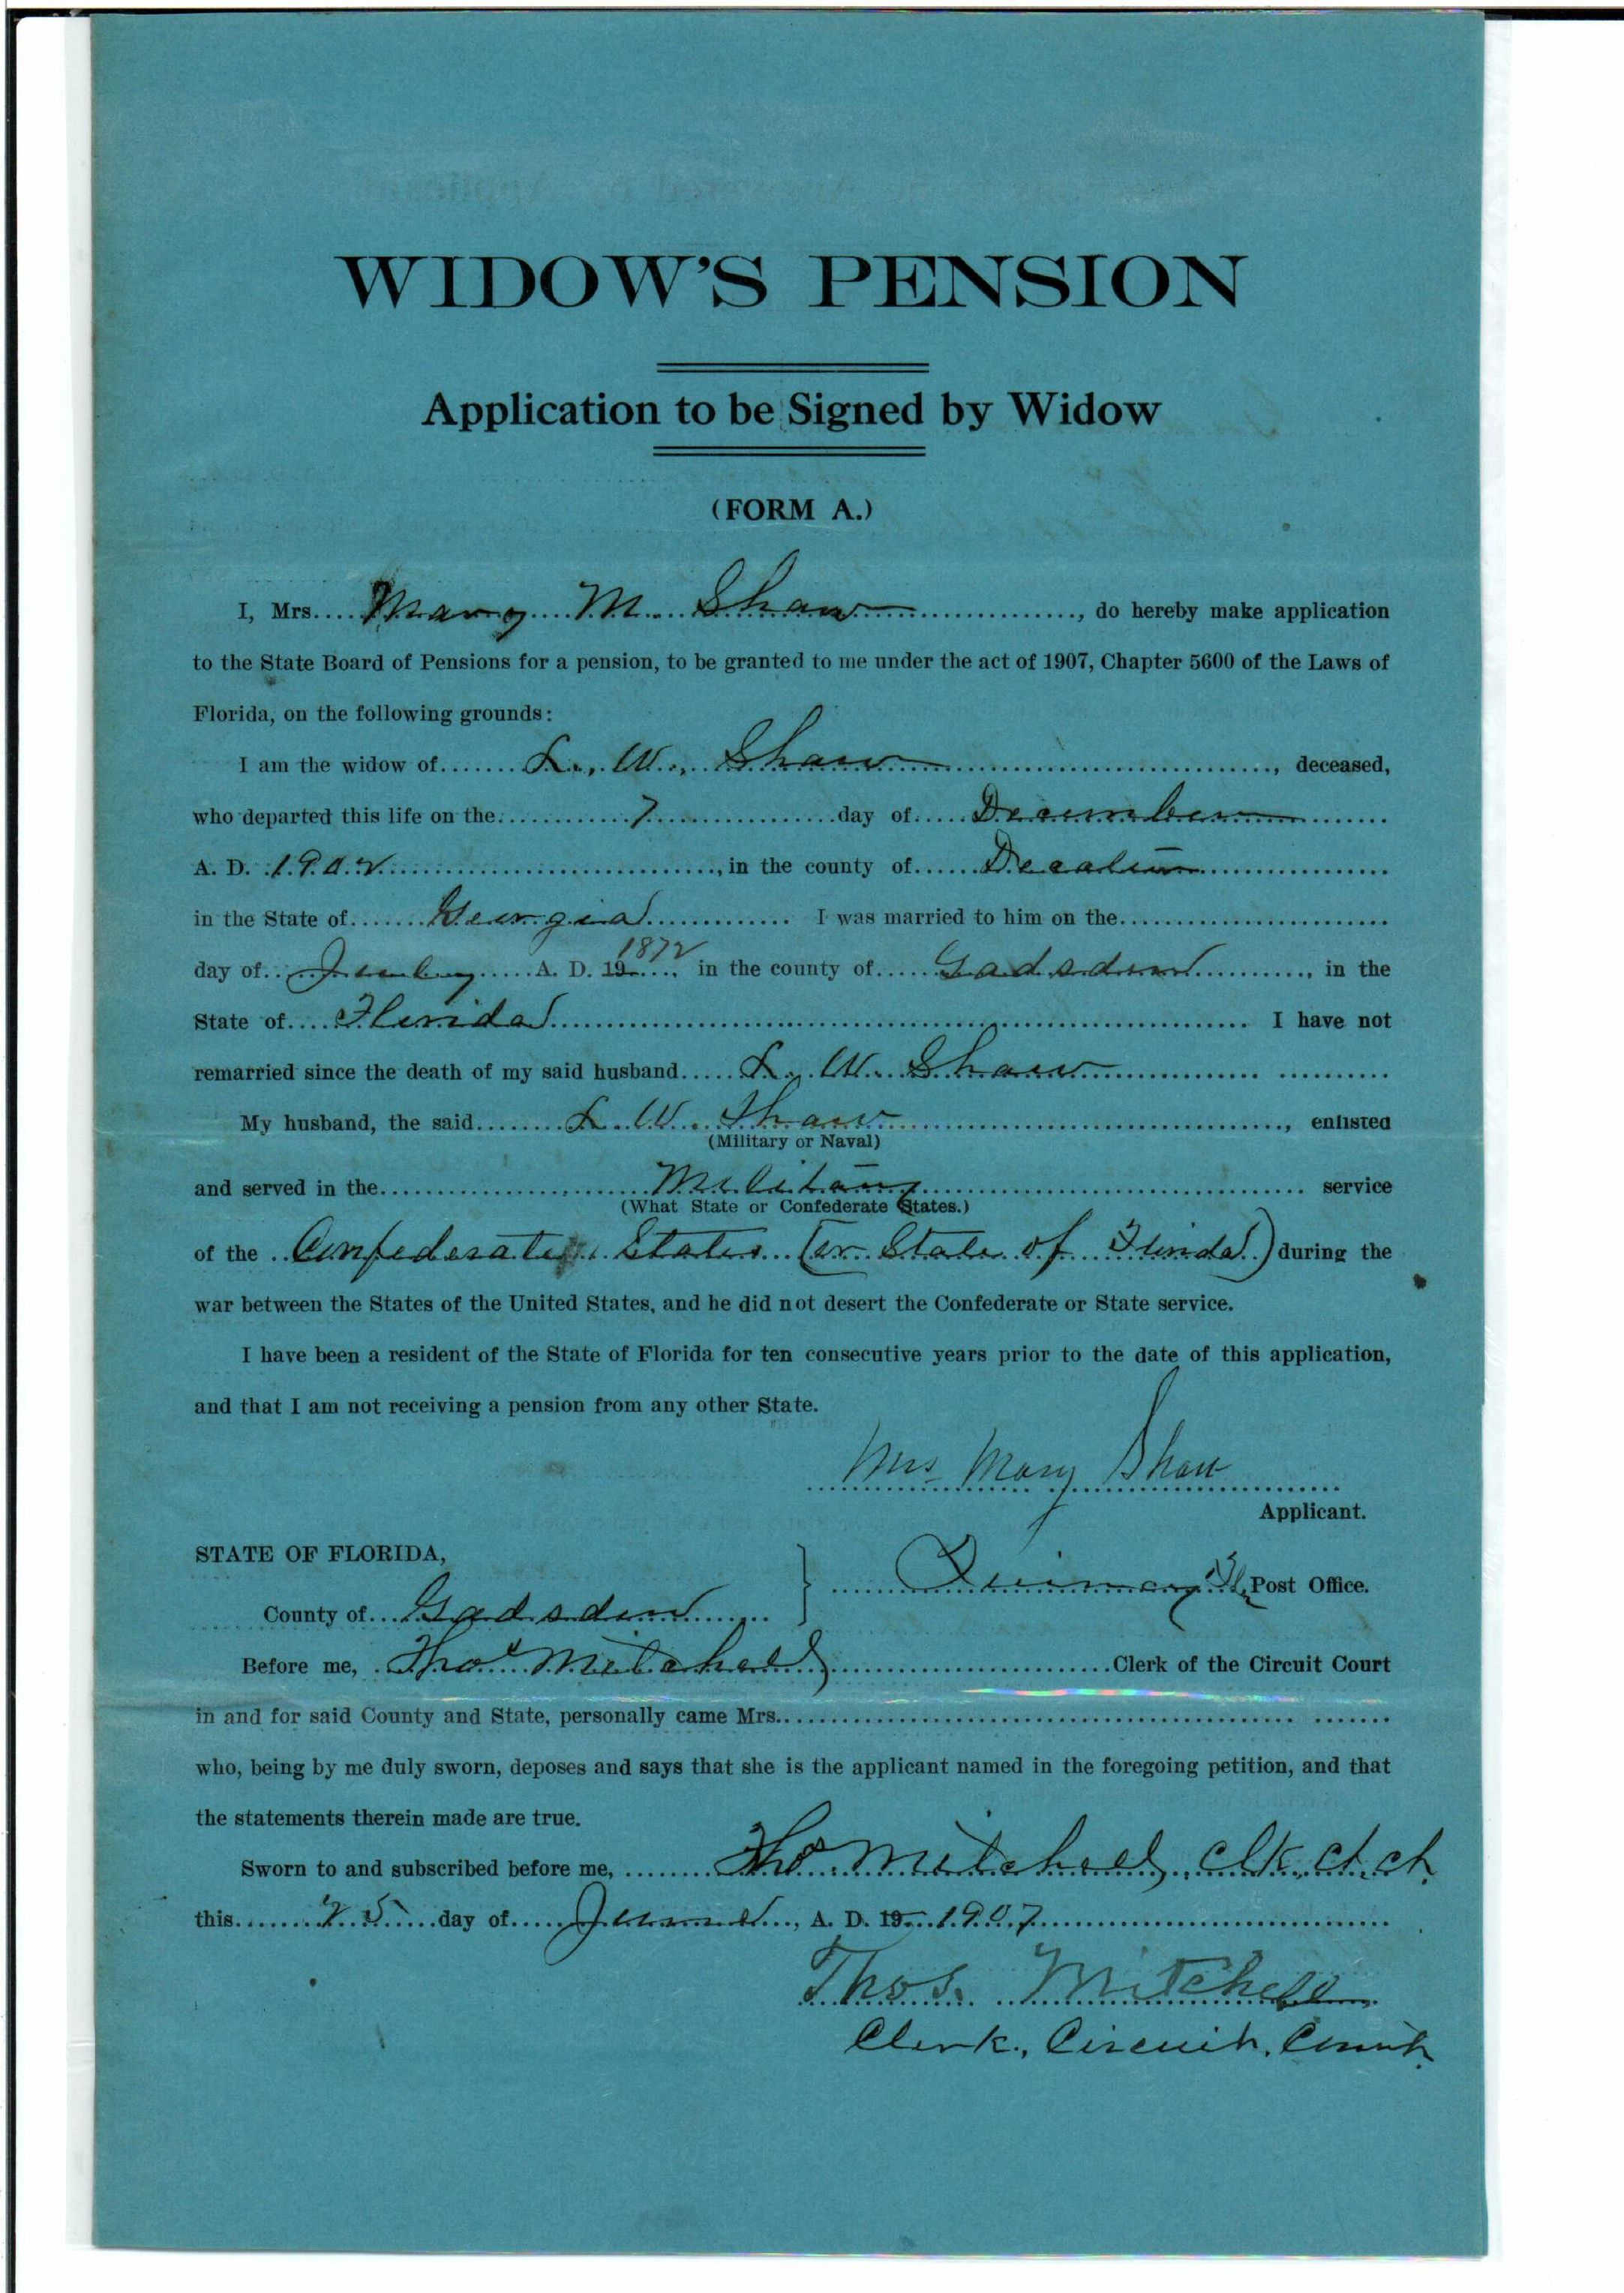 WIDOW'S PENSION
Application to be Signed by Widow
(FORM A.)
I, Mrs. Mary M. Shaw, do hereby make application
to the State Board of Pensions for a pension, to be granted to me under the act of 1907, Chapter 5600 of the Laws of
Florida, on the following grounds:
I am the widow of L. W. Shaw, deceased,
who departed this life on the 7 day of December
A. D. 1902, in the county of Decatur
in the State of Georgia I was married to him on the
day of July A. D. 19 1872, in the county of Gadsden, in the
State of Florida I have not
remarried since the death of my said husband L. W. Shaw
My husband, the said L. W. Shaw, enlisted
(Military or Naval)
and served in the Military service
(What State or Confederate States.)
of the Confederate States (or State of Florida) during the
war between the States of the United States, and he did not desert the Confederate or State service.
I have been a resident of the State of Florida for ten consecutive years prior to the date of this application,
and that I am not receiving a pension from any other State.
Mrs Mary Shaw
Applicant.
STATE OF FLORIDA,
Quincy Fla Post Office.
County of Gadsden
Before me, Thos Mitchell Clerk of the Circuit Court
in and for said County and State, personally came Mrs.
who, being by me duly sworn, deposes and says that she is the applicant named in the foregoing petition, and that
the statements therein made are true.
Sworn to and subscribed before me, Thos Mitchell, Clk, Ct, Ct.
this 25 day of June, A. D. 19 1907
Thos. Mitchell
Clerk, Circuit, Court.